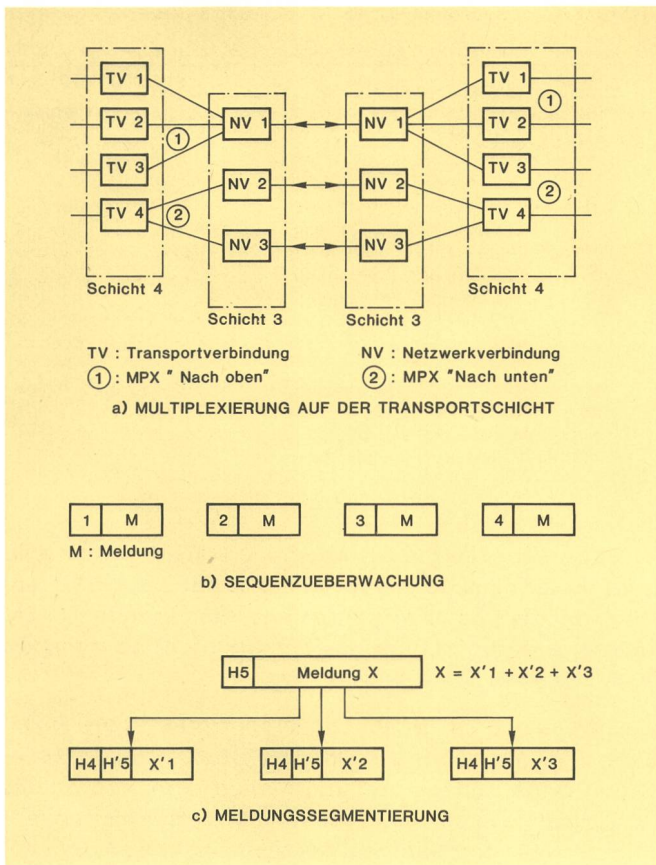 TV 1 TV 1
TV 2 NV 1 NV 1 TV 2
1 1
TV 3 TV 3
NV 2 NV 2
TV 4 2 2 TV 4
NV 3 NV 3
Schicht 4 Schicht 4
Schicht 3 Schicht 3
TV : Transportverbindung NV : Netzwerkverbindung
1 : MPX " Nach oben" 2 : MPX "Nach unten"
a) MULTIPLEXIERUNG AUF DER TRANSPORTSCHICHT
1 M 2 M 3 M 4 M
M : Meldung
b) SEQUENZUEBERWACHUNG
H5 Meldung X X = X'1 + X'2 + X'3
H4 H'5 X'1 H4 H'5 X'2 H4 H'5 X'3
c) MELDUNGSSEGMENTIERUNG